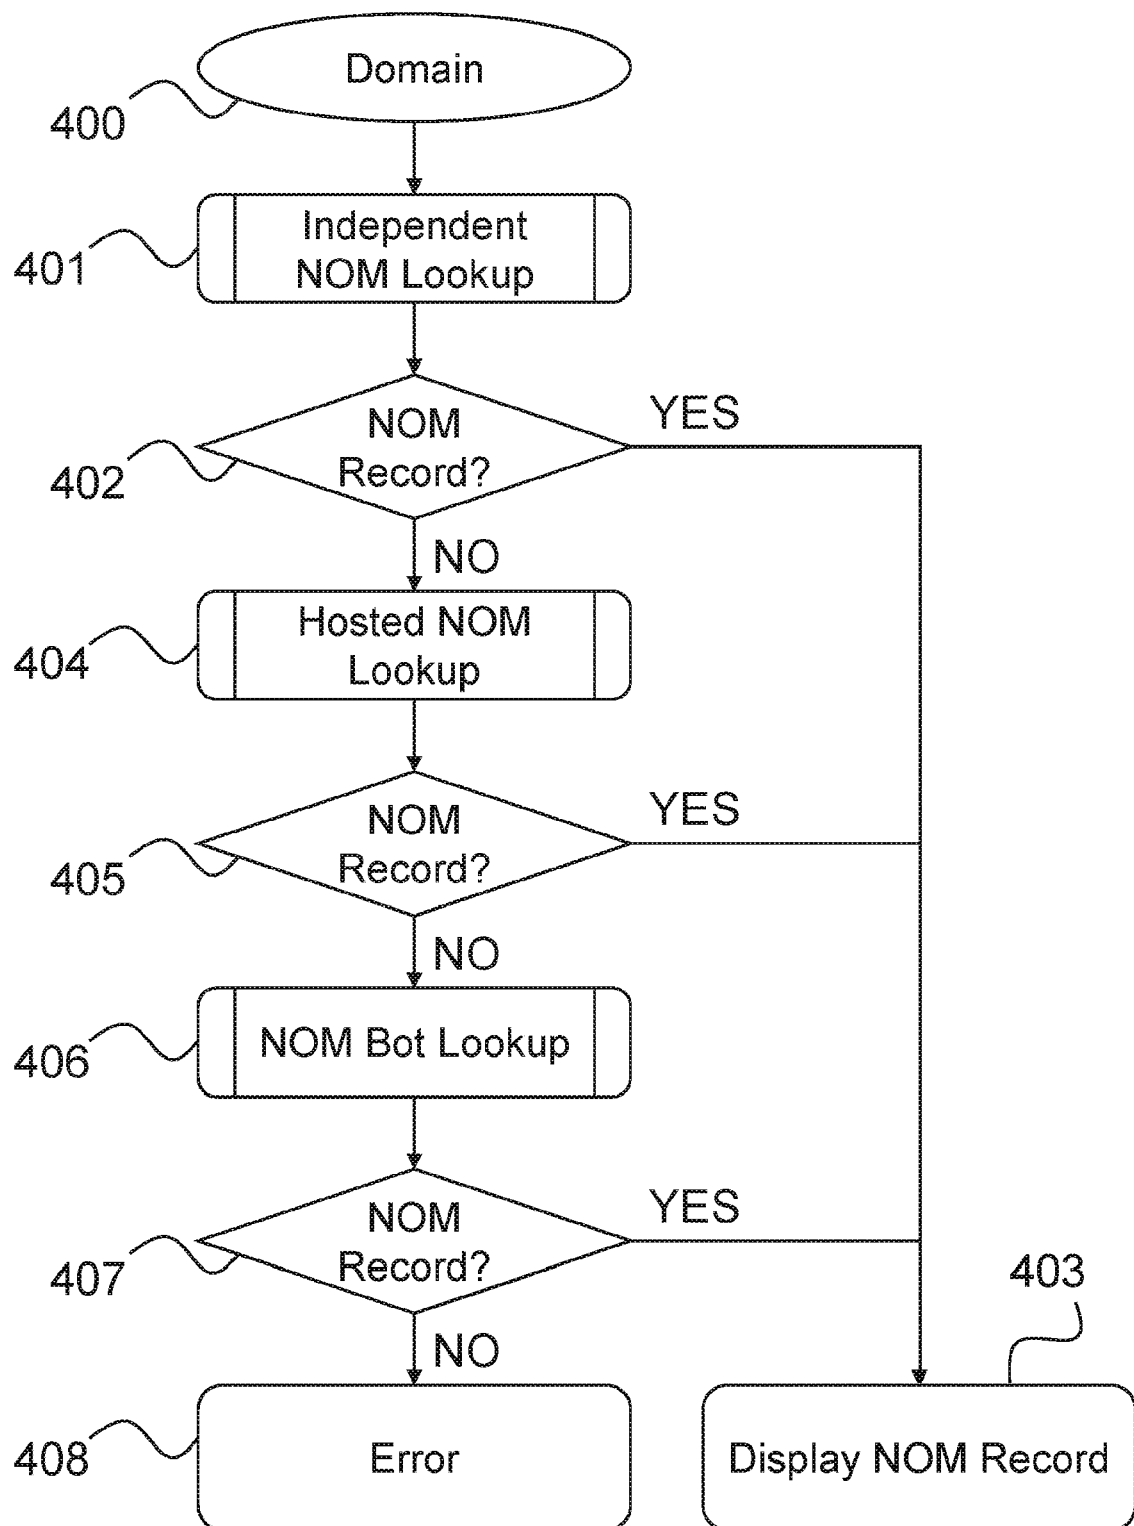 Domain
400
Independent
NOM Lookup
401
NOM
Record?
YES
402
NO
Hosted NOM
Lookup
404
NOM
Record?
YES
405
NO
NOM Bot Lookup
406
NOM
Record?
YES
407
403
NO
Error
408
Display NOM Record